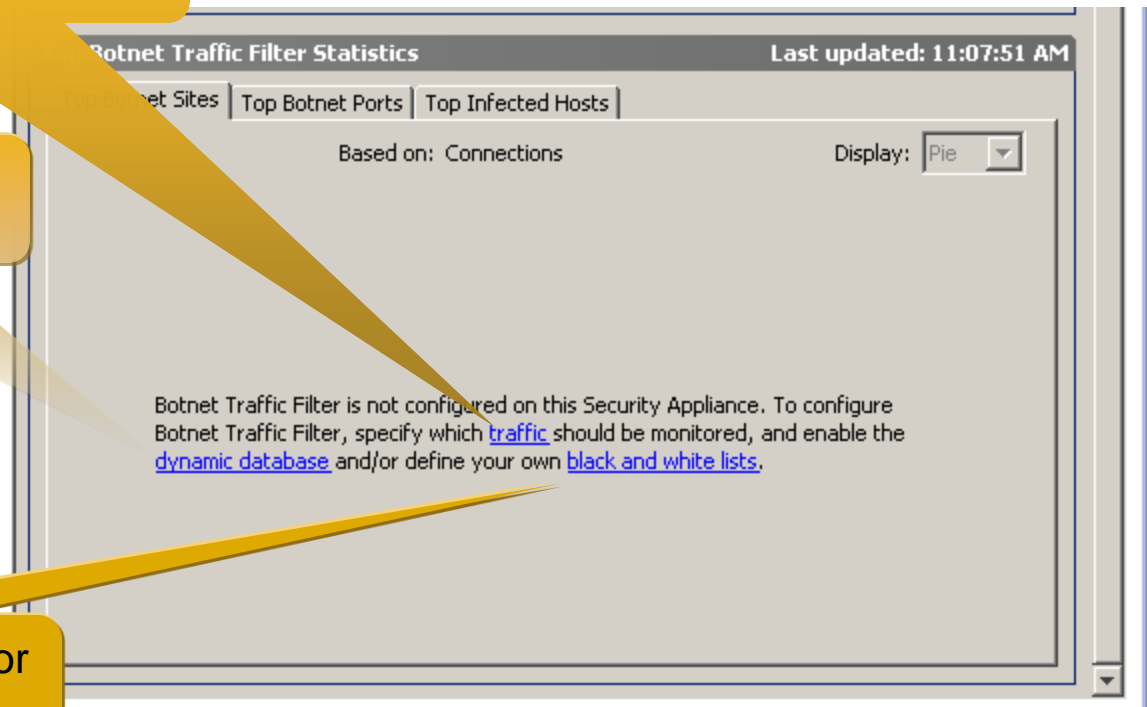 Botnet Traffic Filter Statistics Last updated: 11:07:51 AM
Sites Top Botnet Ports Top Infected Hosts
Based on: Connections Display: Pie
Botnet Traffic Filter is not configured on this Security Appliance. To configure
Botnet Traffic Filter, specify which traffic should be monitored, and enable the
dynamic database and/or define your own black and white lists.
or